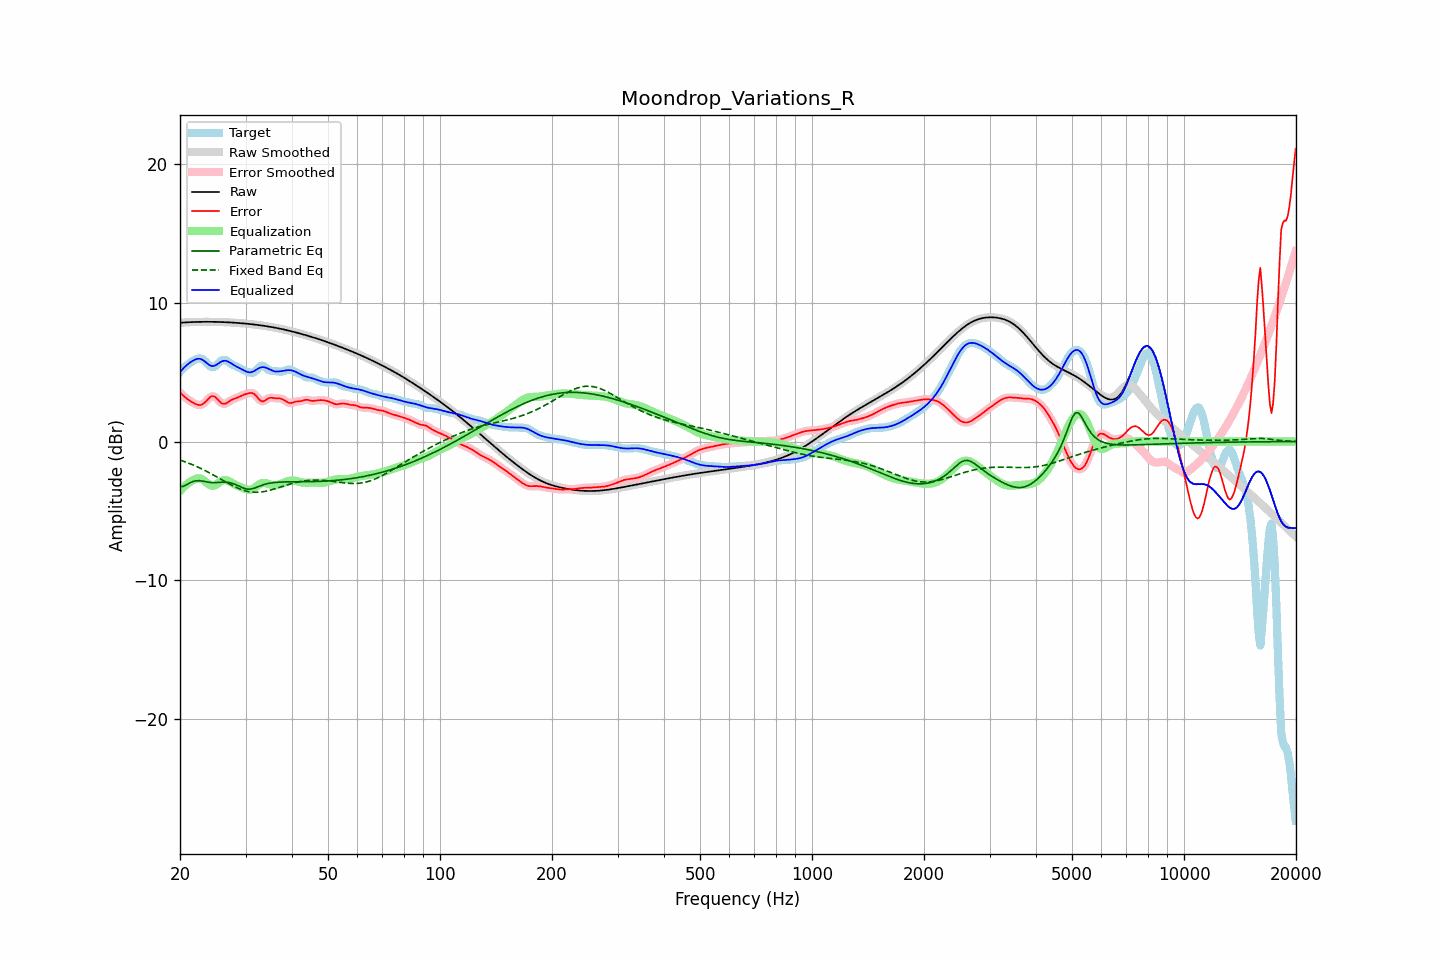 Moondrop_Variations_R
Target
Raw Smoothed
Error Smoothed
Raw
Error
Equalization
Parametric Eq
Fixed Band Eq
Equalized
20
10
0
−10
−20
Amplitude (dBr)
20
50
100
200
500
1000
2000
5000
10000
20000
Frequency (Hz)